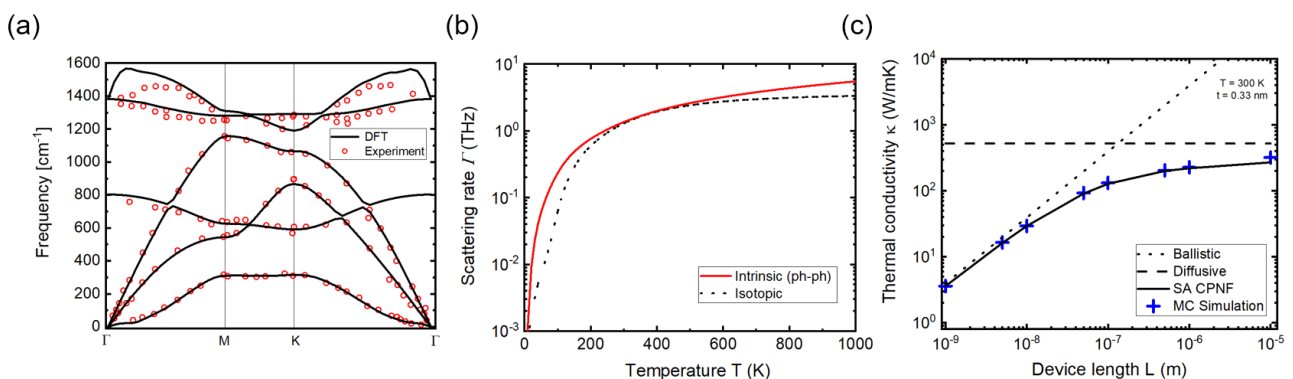 (a)
(b)
(c)
Frequency [cm⁻¹]
1600
1400
1200
1000
800
600
400
200
0
DFT
Experiment
Γ M K Γ
Scattering rate Γ (THz)
10¹
10⁰
10⁻¹
10⁻²
10⁻³
Intrinsic (ph-ph)
Isotopic
0 200 400 600 800 1000
Temperature T (K)
Thermal conductivity κ (W/mK)
10⁴
10³
10²
10¹
10⁰
T = 300 K
t = 0.33 nm
Ballistic
Diffusive
SA CPNF
MC Simulation
10⁻⁹ 10⁻⁸ 10⁻⁷ 10⁻⁶ 10⁻⁵
Device length L (m)